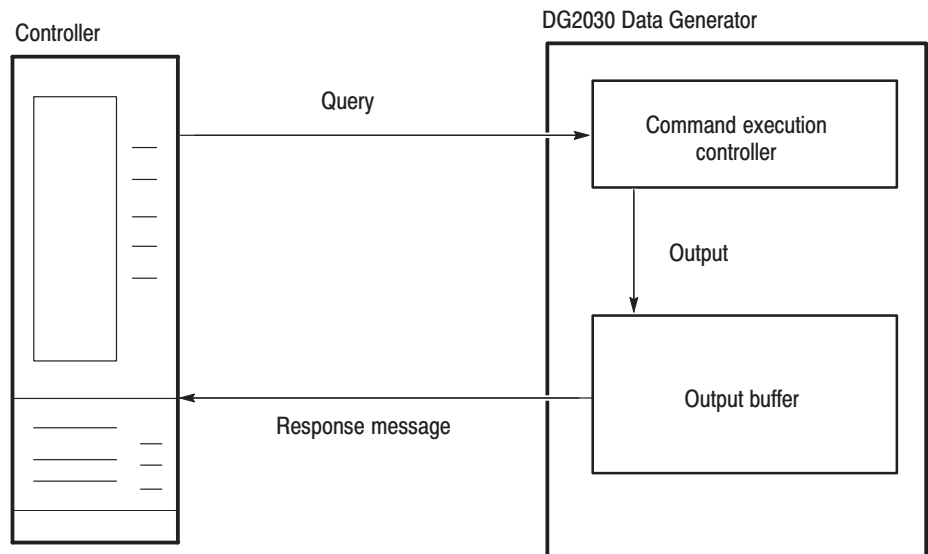 Controller
DG2030 Data Generator
Query
Command execution
controller
Output
Output buffer
Response message